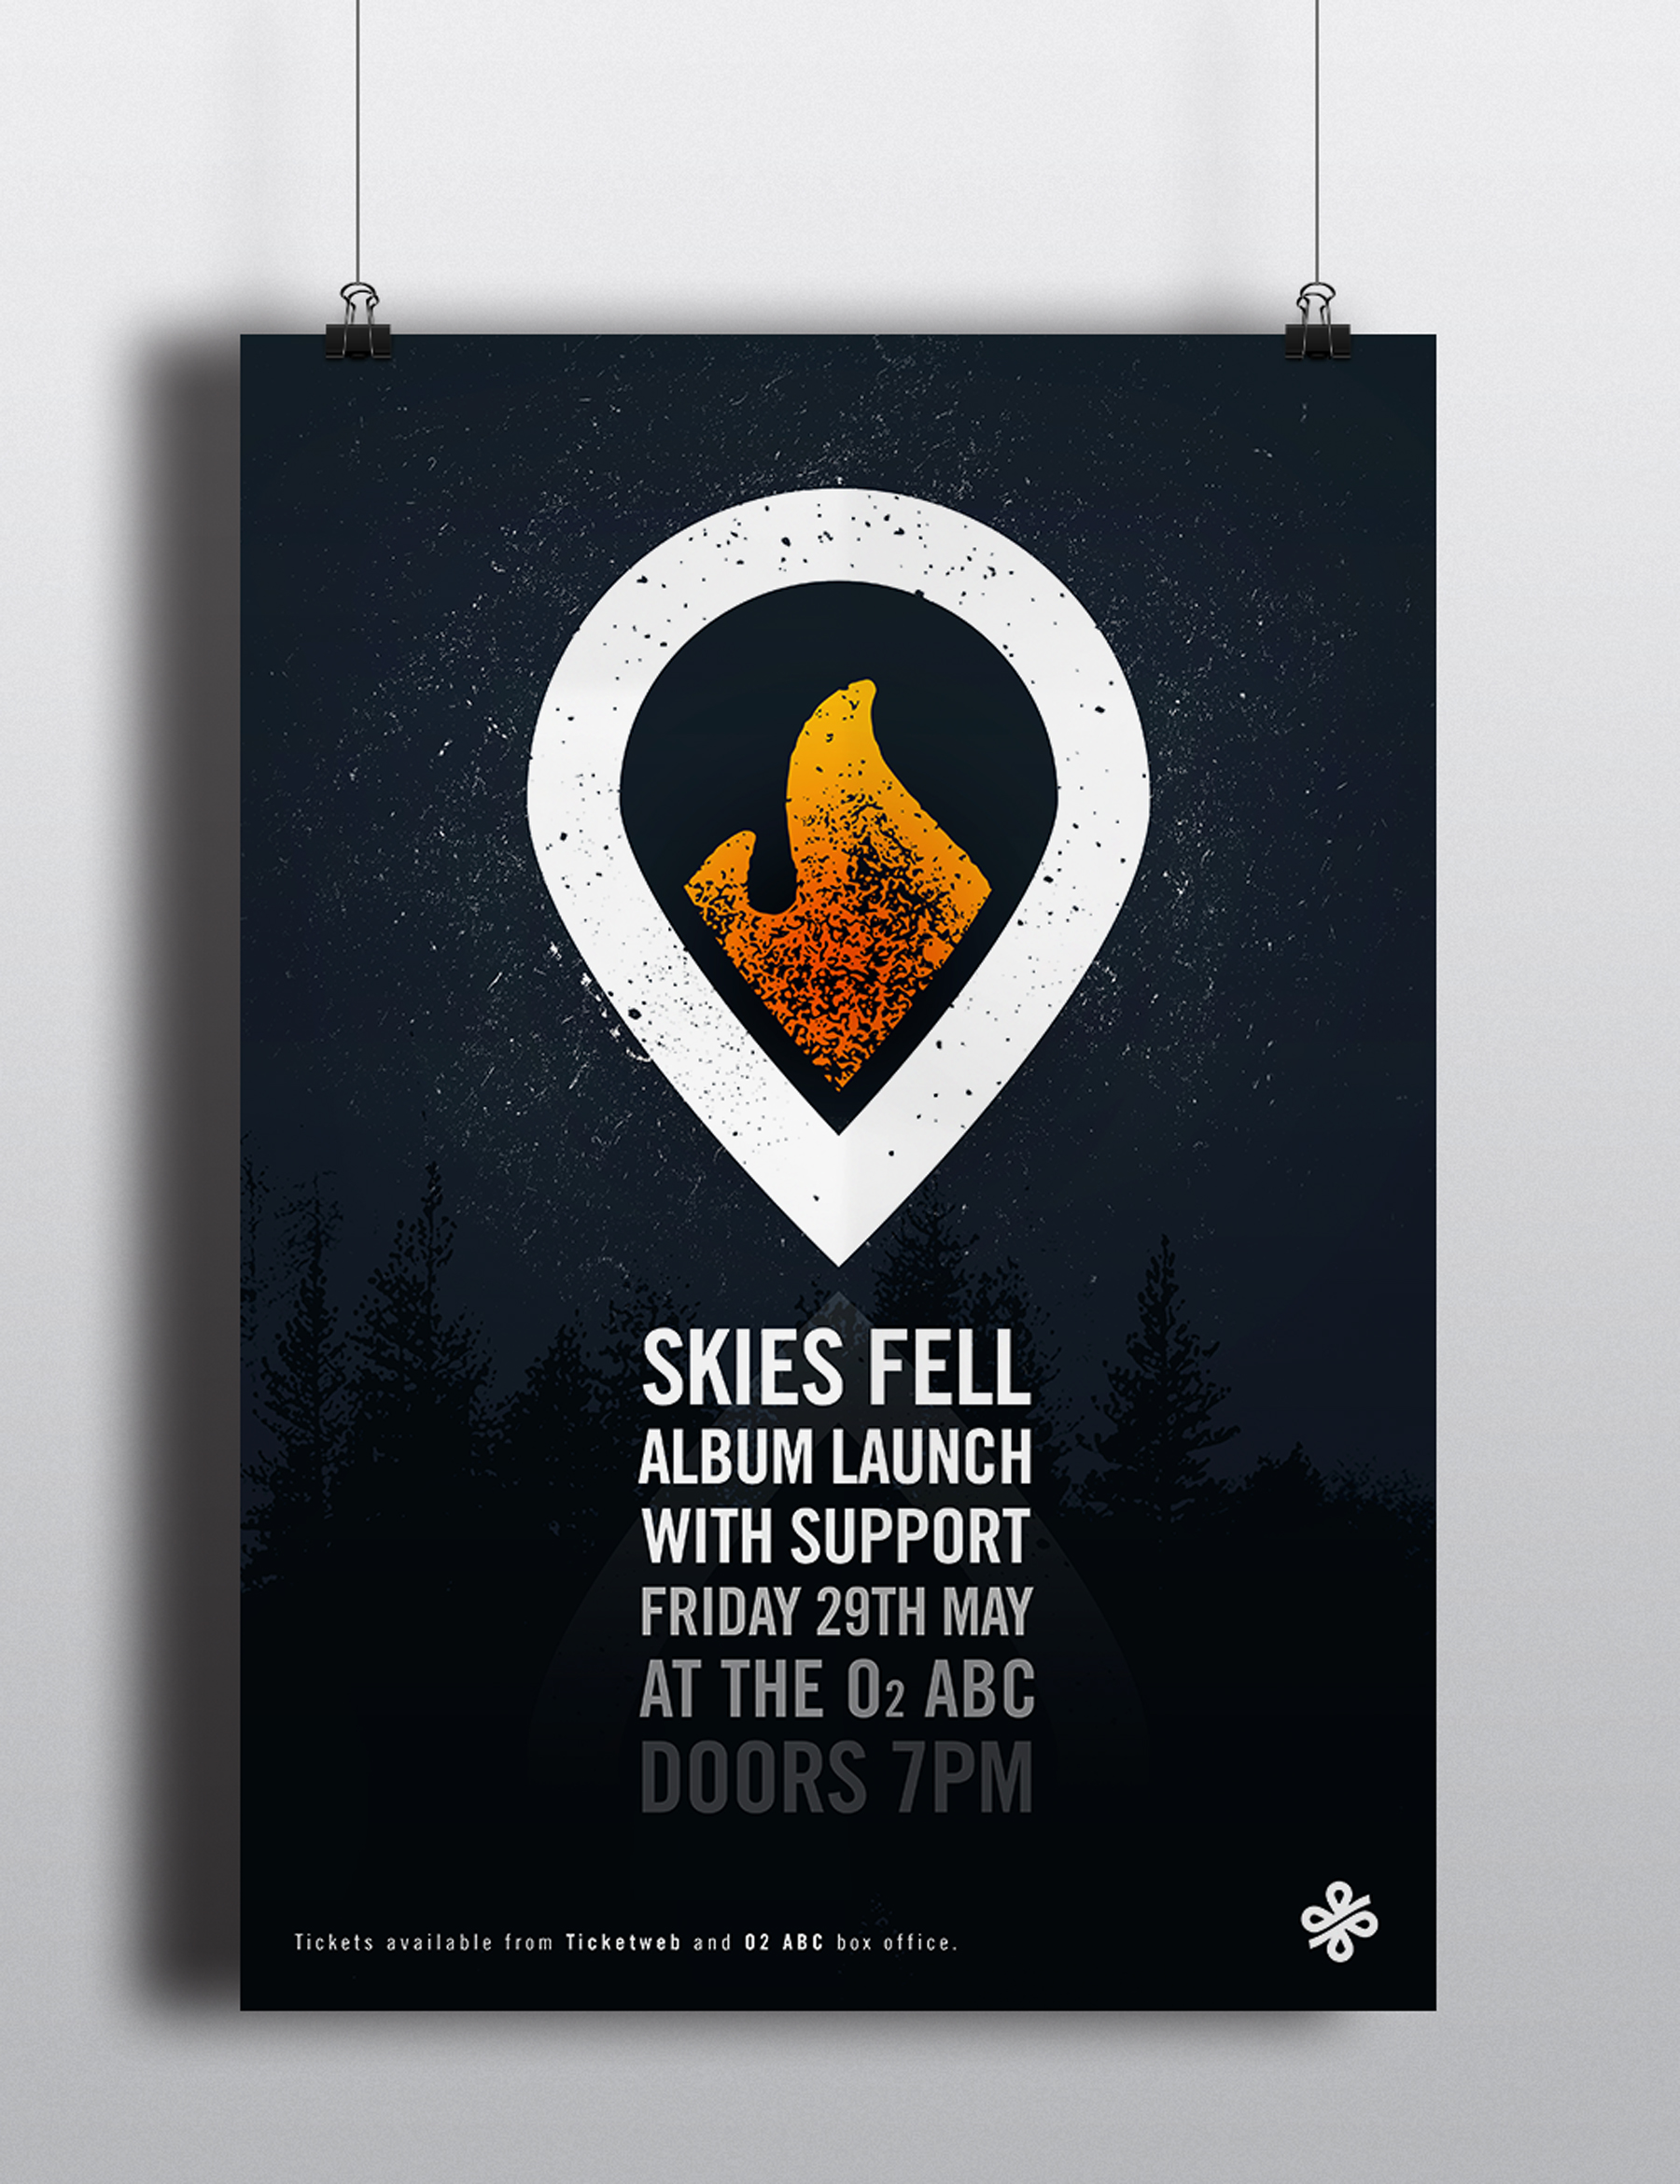 SKIES FELL
ALBUM LAUNCH
WITH SUPPORT
FRIDAY 29TH MAY
AT THE O2 ABC
DOORS 7PM
Tickets available from Ticketweb and O2 ABC box office.